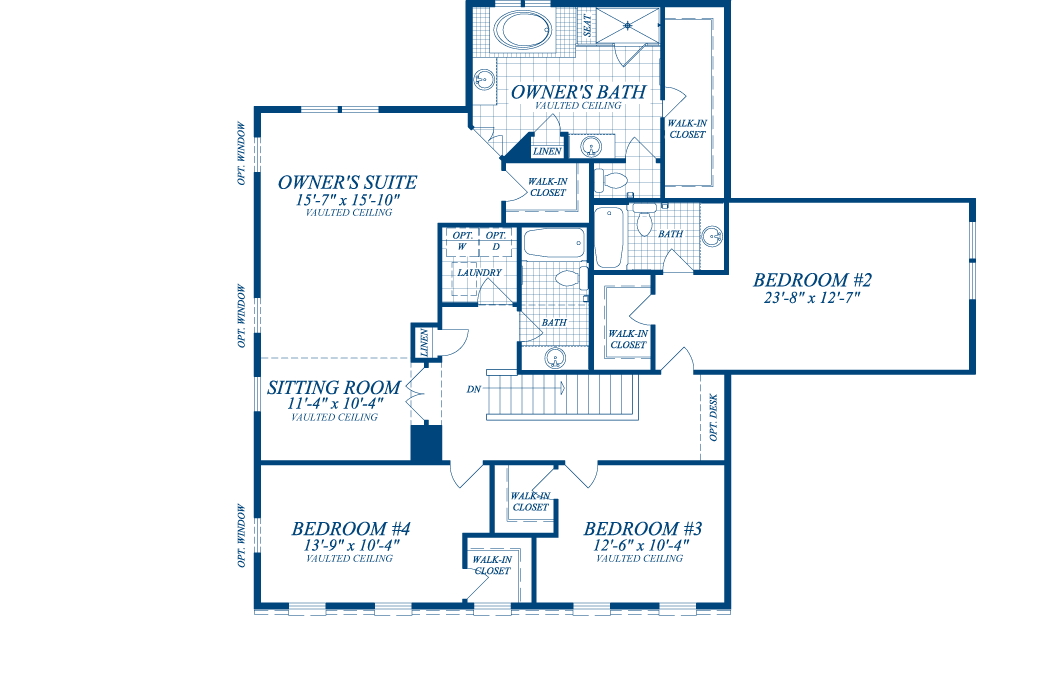 SEAT
OWNER'S BATH
VAULTED CEILING
WALK-IN
CLOSET
LINEN
OPT. WINDOW
OWNER'S SUITE
15'-7" x 15'-10"
VAULTED CEILING
WALK-IN
CLOSET
OPT.
W
OPT.
D
LAUNDRY
BATH
BATH
BEDROOM #2
23'-8" x 12'-7"
OPT. WINDOW
LINEN
WALK-IN
CLOSET
SITTING ROOM
11'-4" x 10'-4"
VAULTED CEILING
DN
OPT. DESK
OPT. WINDOW
BEDROOM #4
13'-9" x 10'-4"
VAULTED CEILING
WALK-IN
CLOSET
BEDROOM #3
12'-6" x 10'-4"
VAULTED CEILING
WALK-IN
CLOSET